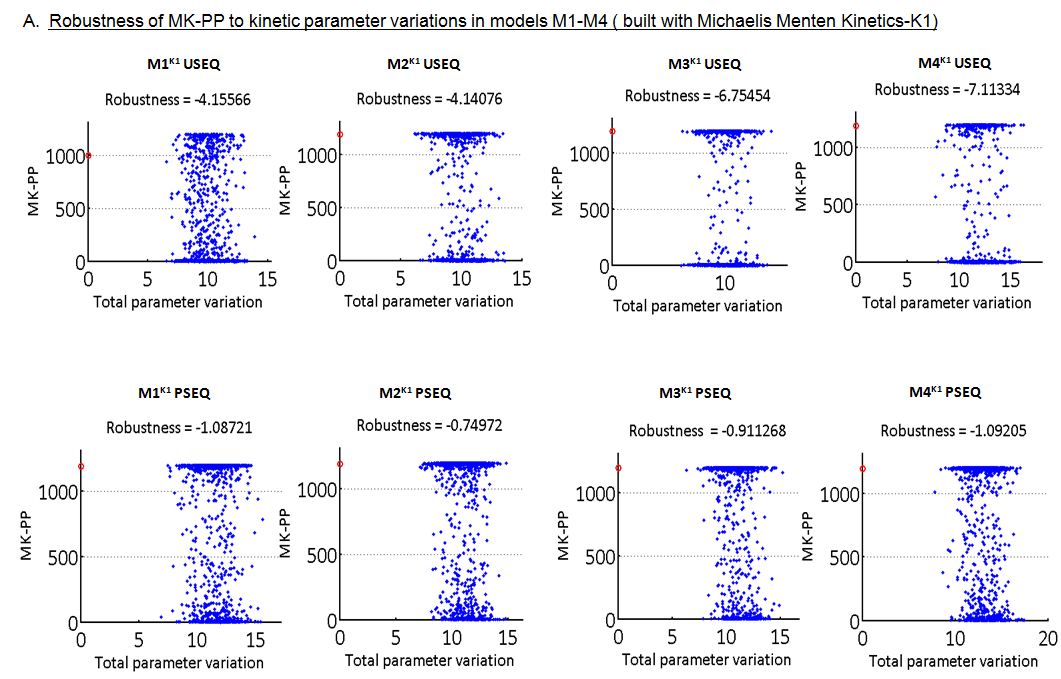 A. Robustness of MK-PP to kinetic parameter variations in models M1-M4 ( built with Michaelis Menten Kinetics-K1)
M1ᴷ¹ USEQ
Robustness = -4.15566
MK-PP
1000
500
0
0 5 10 15
Total parameter variation
M2ᴷ¹ USEQ
Robustness = -4.14076
MK-PP
1000
500
0
0 5 10 15
Total parameter variation
M3ᴷ¹ USEQ
Robustness = -6.75454
MK-PP
1000
500
0
0 10
Total parameter variation
M4ᴷ¹ USEQ
Robustness = -7.11334
MK-PP
1000
500
0
0 5 10 15
Total parameter variation
M1ᴷ¹ PSEQ
Robustness = -1.08721
MK-PP
1000
500
0
0 5 10 15
Total parameter variation
M2ᴷ¹ PSEQ
Robustness = -0.74972
MK-PP
1000
500
0
0 5 10 15
Total parameter variation
M3ᴷ¹ PSEQ
Robustness = -0.911268
MK-PP
1000
500
0
0 5 10 15
Total parameter variation
M4ᴷ¹ PSEQ
Robustness = -1.09205
MK-PP
1000
500
0
0 10 20
Total parameter variation